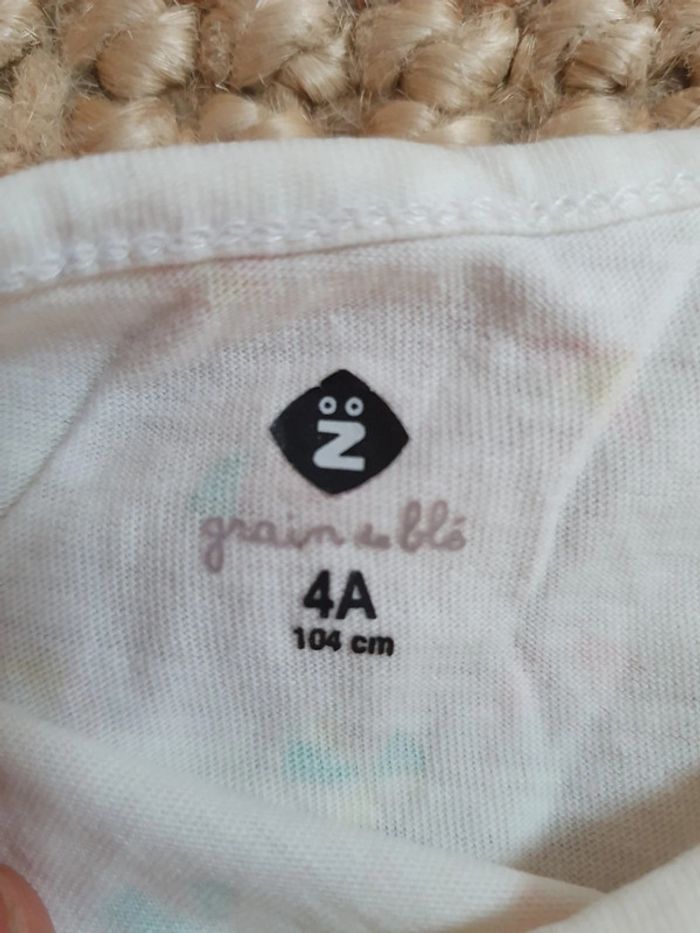 Z
grain de blé
4A
104 cm